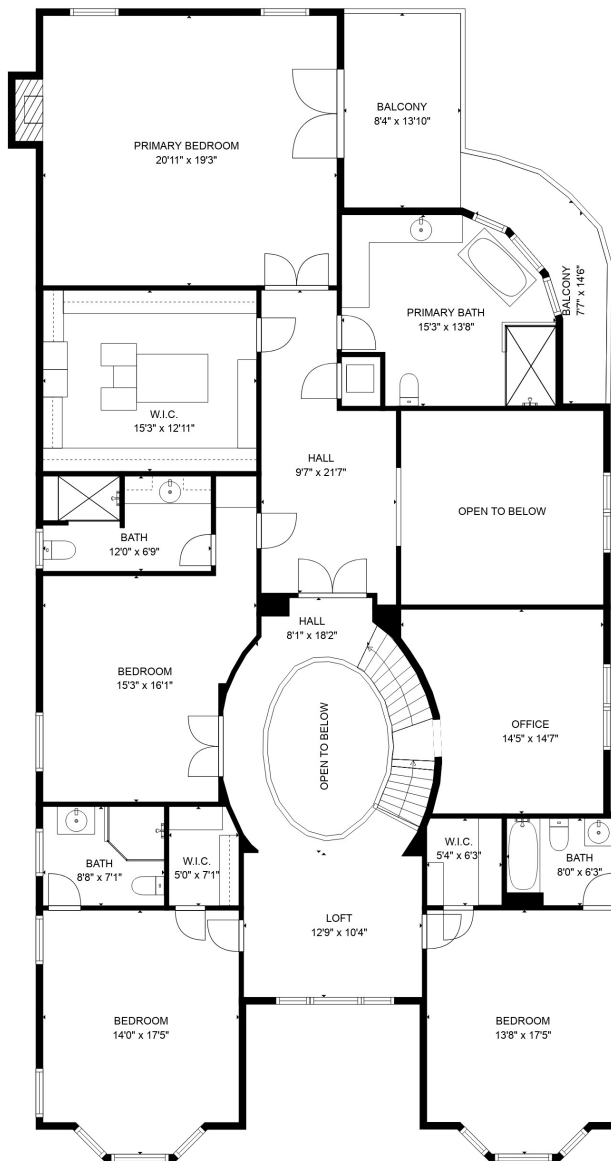 BALCONY
8'4" x 13'10"
PRIMARY BEDROOM
20'11" x 19'3"
BALCONY
7'7" x 14'6"
PRIMARY BATH
15'3" x 13'8"
W.I.C.
15'3" x 12'11"
HALL
9'7" x 21'7"
OPEN TO BELOW
BATH
12'0" x 6'9"
HALL
8'1" x 18'2"
BEDROOM
15'3" x 16'1"
OPEN TO BELOW
OFFICE
14'5" x 14'7"
BATH
8'8" x 7'1"
W.I.C.
5'0" x 7'1"
W.I.C.
5'4" x 6'3"
BATH
8'0" x 6'3"
LOFT
12'9" x 10'4"
BEDROOM
14'0" x 17'5"
BEDROOM
13'8" x 17'5"